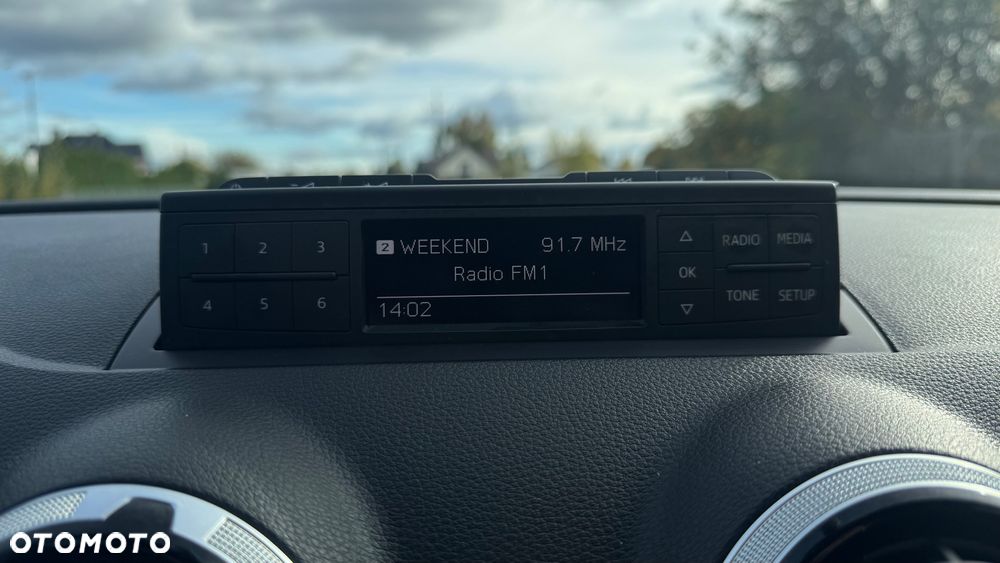 1 2 3
4 5 6
2 WEEKEND 91.7 MHz
Radio FM1
14:02
RADIO MEDIA
OK
TONE SETUP
OTOMOTO